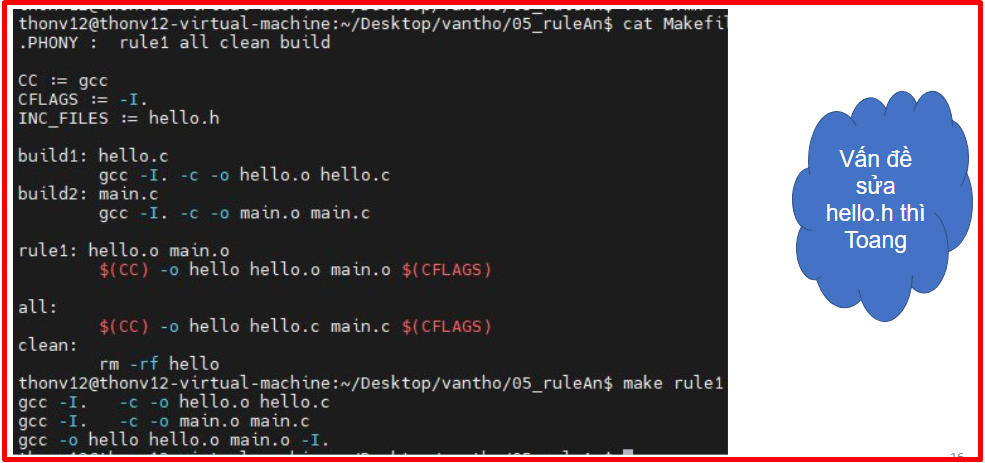 thonv12@thonv12-virtual-machine:~/Desktop/vantho/05_ruleAn$ cat Makefil
.PHONY :  rule1 all clean build
CC := gcc
CFLAGS := -I.
INC_FILES := hello.h
build1: hello.c
gcc -I. -c -o hello.o hello.c
build2: main.c
gcc -I. -c -o main.o main.c
rule1: hello.o main.o
$(CC) -o hello hello.o main.o $(CFLAGS)
all:
$(CC) -o hello hello.c main.c $(CFLAGS)
clean:
rm -rf hello
thonv12@thonv12-virtual-machine:~/Desktop/vantho/05_ruleAn$ make rule1
gcc -I.   -c -o hello.o hello.c
gcc -I.   -c -o main.o main.c
gcc -o hello hello.o main.o -I.
Vấn đề
sửa
hello.h thì
Toang